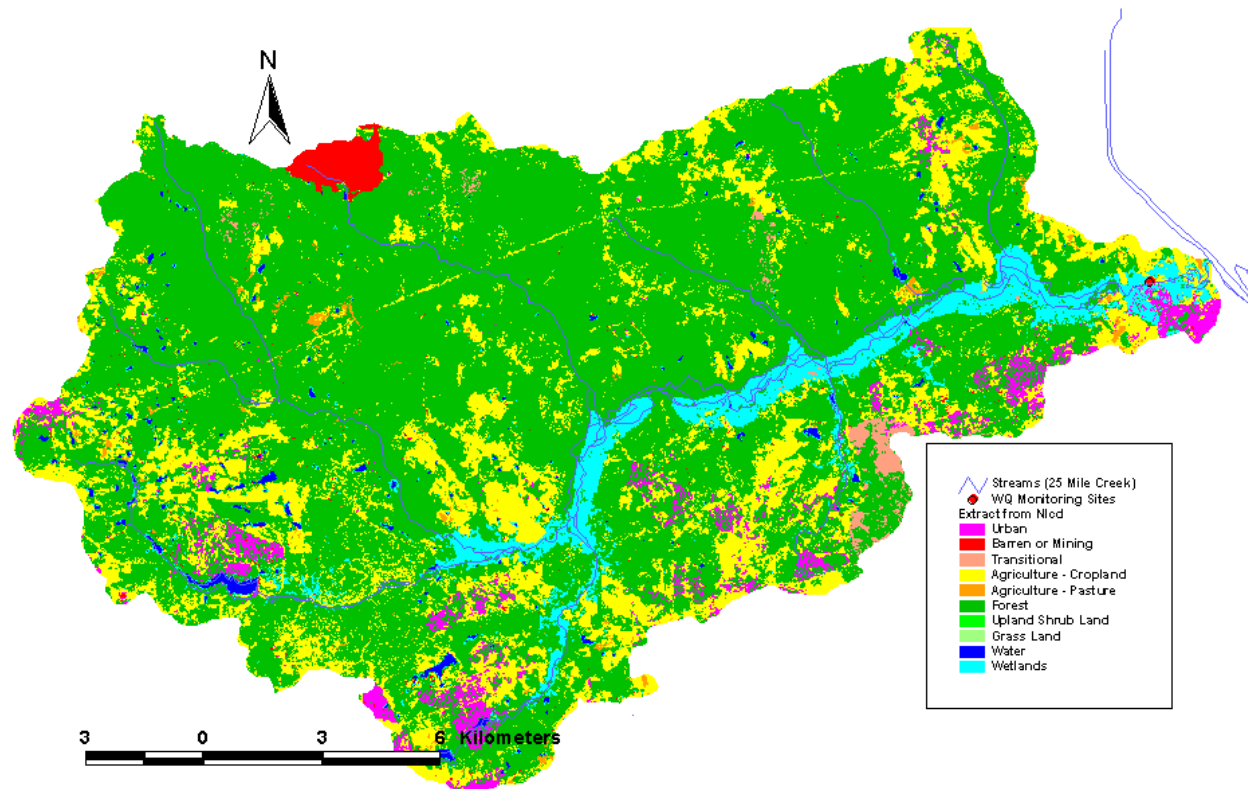 N
Streams (25 Mile Creek)
WQ Monitoring Sites
Extract from Nlcd
Urban
Barren or Mining
Transitional
Agriculture - Cropland
Agriculture - Pasture
Forest
Upland Shrub Land
Grass Land
Water
Wetlands
3 0 3 6 Kilometers